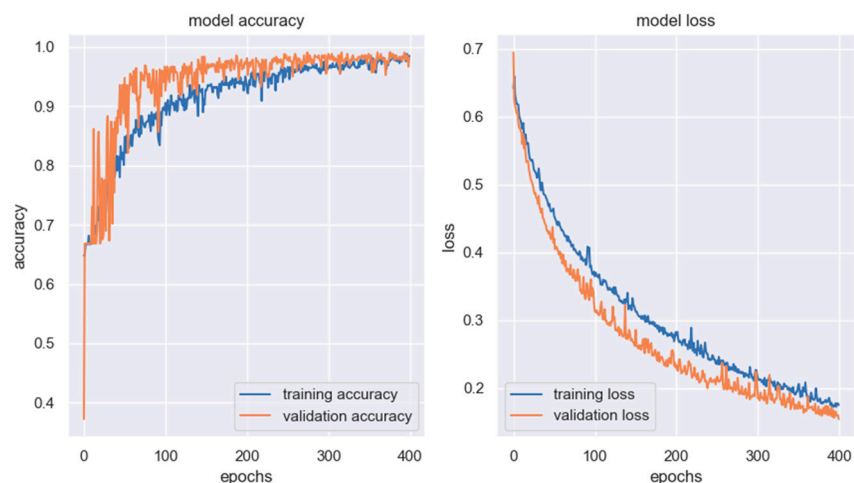 model accuracy
1.0
0.9
0.8
0.7
0.6
0.5
0.4
accuracy
training accuracy
validation accuracy
0
100
200
300
400
epochs
model loss
0.7
0.6
0.5
0.4
0.3
0.2
loss
training loss
validation loss
0
100
200
300
400
epochs